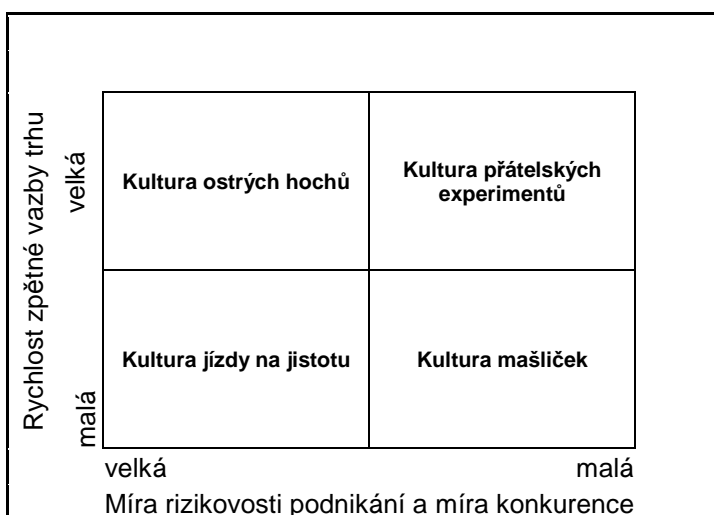 Rychlost zpětné vazby trhu
velká
malá
Kultura ostrých hochů
Kultura přátelských
experimentů
Kultura jízdy na jistotu
Kultura mašliček
velká
malá
Míra rizikovosti podnikání a míra konkurence